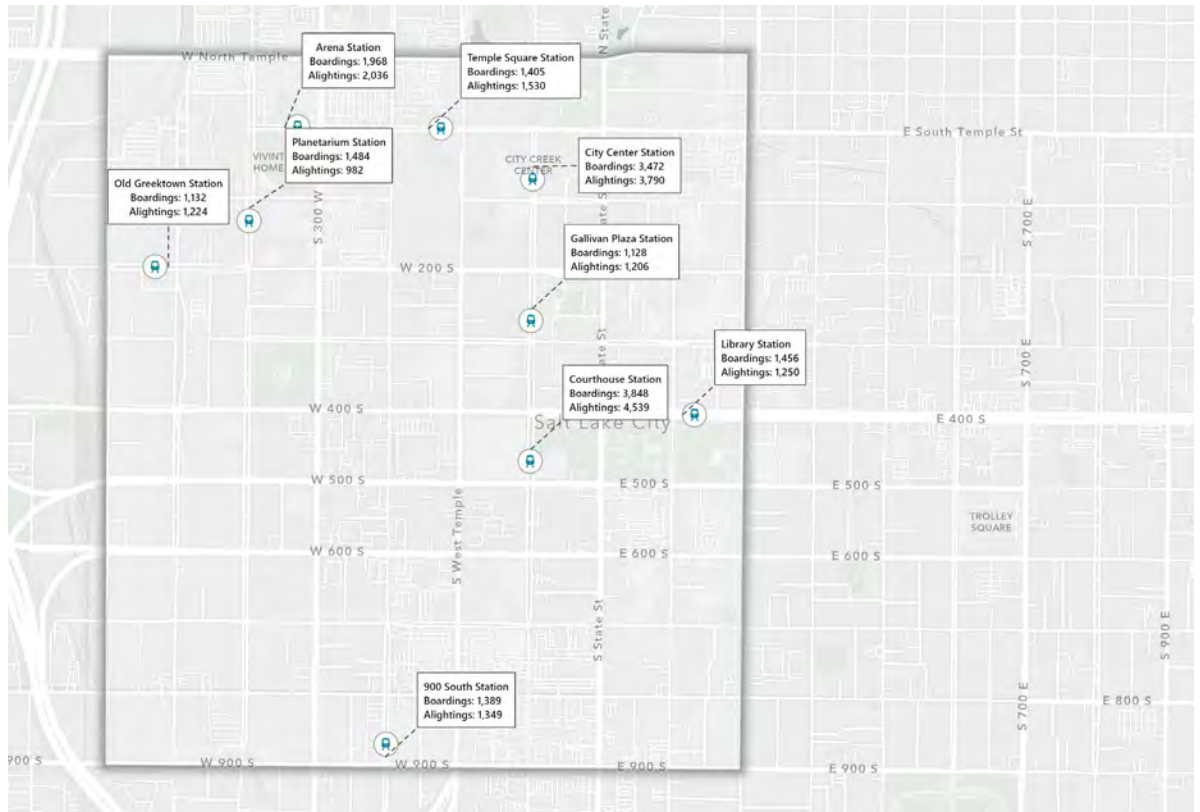 N State
W North Temple
Arena Station
Boardings: 1,968
Alightings: 2,036
Temple Square Station
Boardings: 1,405
Alightings: 1,530
E South Temple St
Planetarium Station
Boardings: 1,484
Alightings: 982
VIVINT
HOME
CITY CREEK
CENTER
City Center Station
Boardings: 3,472
Alightings: 3,790
Old Greektown Station
Boardings: 1,132
Alightings: 1,224
S 300 W
ate S
S 700 E
Gallivan Plaza Station
Boardings: 1,128
Alightings: 1,206
W 200 S
ate St
Library Station
Boardings: 1,456
Alightings: 1,250
S 700 E
Courthouse Station
Boardings: 3,848
Alightings: 4,539
W 400 S
Salt Lake City
E 400 S
W 500 S
E 500 S
E 500 S
S West Temple
TROLLEY
SQUARE
W 600 S
E 600 S
E 600 S
S State St
S 900 E
900 South Station
Boardings: 1,389
Alightings: 1,349
S 700 E
E 800 S
900 S
W 900 S
W 900 S
E 900 S
E 900 S